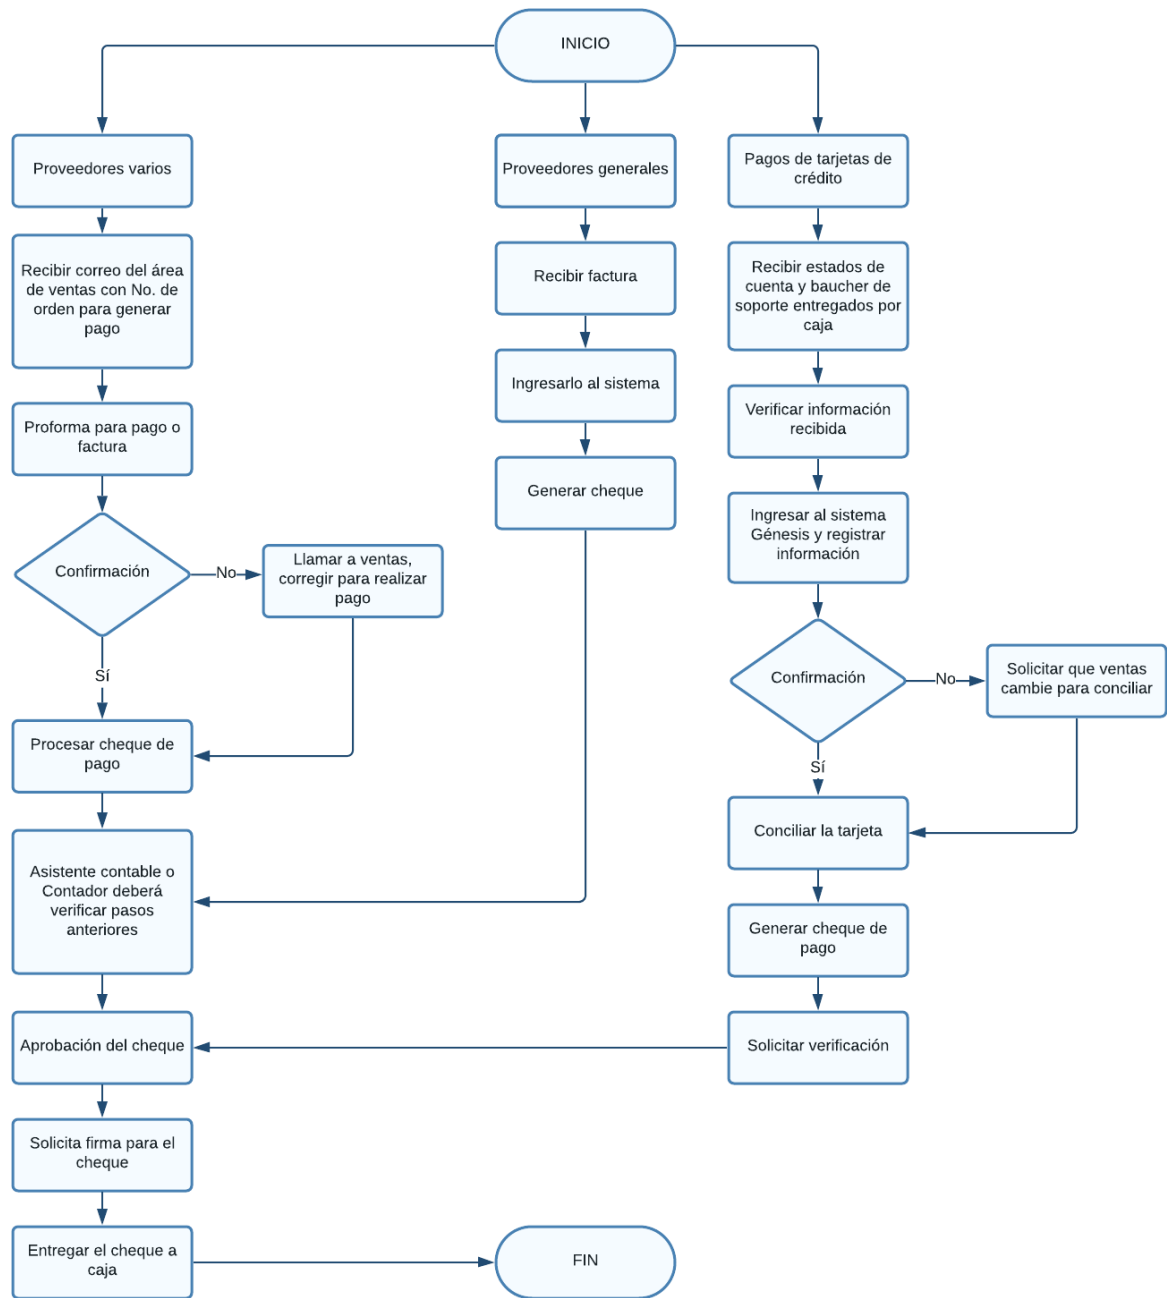 INICIO
Proveedores varios
Recibir correo del área
de ventas con No. de
orden para generar
pago
Proforma para pago o
factura
Confirmación
No
Llamar a ventas,
corregir para realizar
pago
Sí
Procesar cheque de
pago
Asistente contable o
Contador deberá
verificar pasos
anteriores
Aprobación del cheque
Solicita firma para el
cheque
Entregar el cheque a
caja
Proveedores generales
Recibir factura
Ingresarlo al sistema
Generar cheque
Pagos de tarjetas de
crédito
Recibir estados de
cuenta y baucher de
soporte entregados por
caja
Verificar información
recibida
Ingresar al sistema
Génesis y registrar
información
Confirmación
No
Solicitar que ventas
cambie para conciliar
Sí
Conciliar la tarjeta
Generar cheque de
pago
Solicitar verificación
FIN